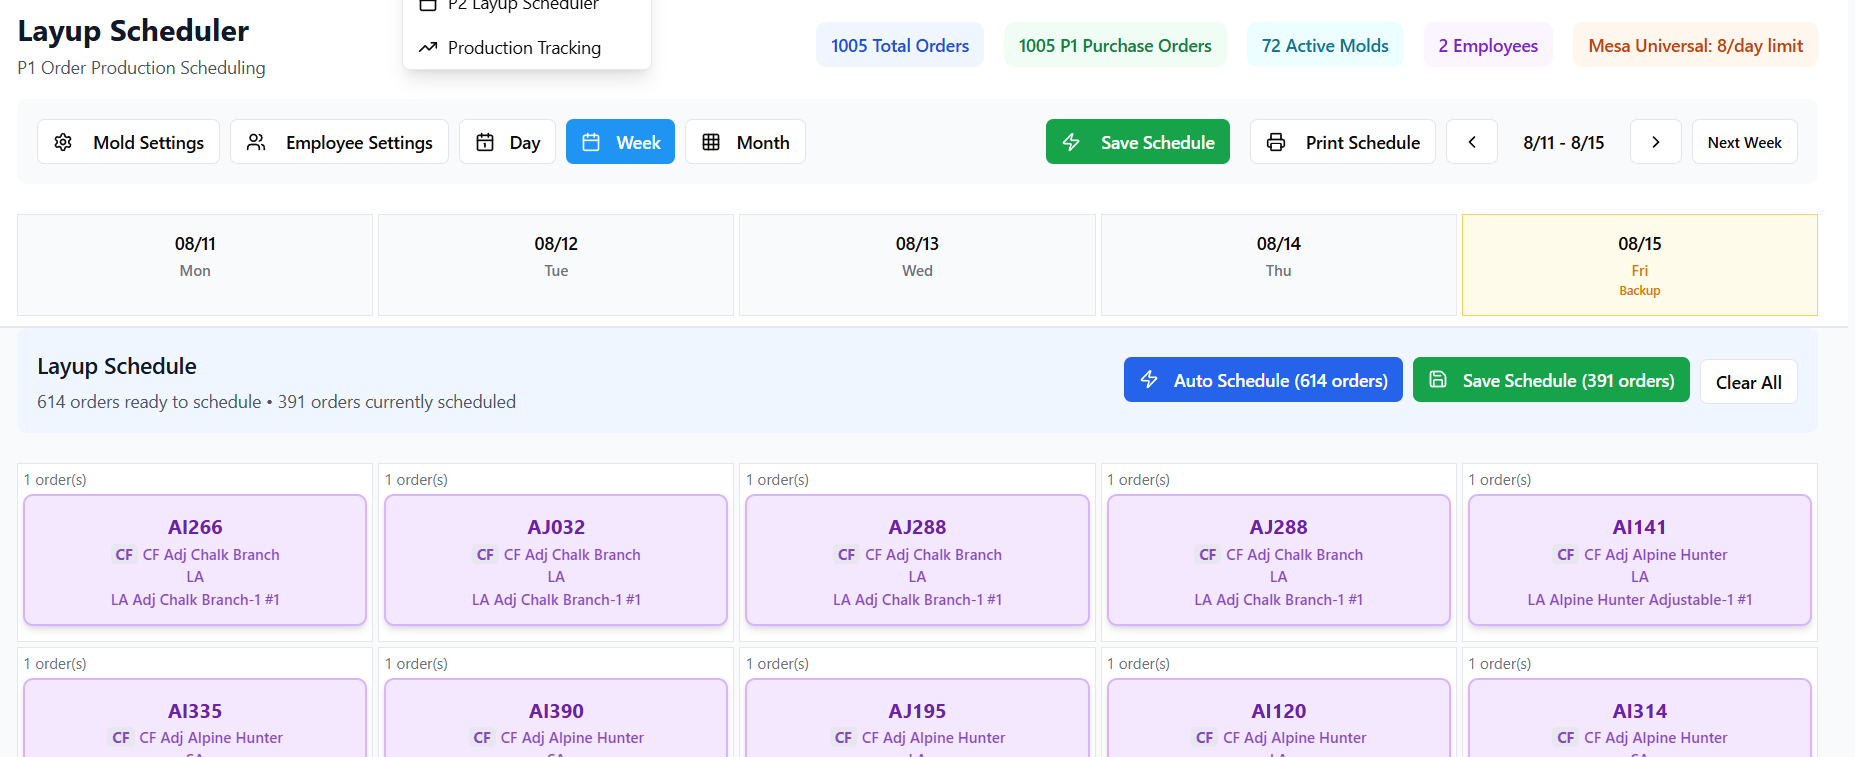 P2 Layup Scheduler
Production Tracking
Layup Scheduler
P1 Order Production Scheduling
1005 Total Orders
1005 P1 Purchase Orders
72 Active Molds
2 Employees
Mesa Universal: 8/day limit
Mold Settings
Employee Settings
Day
Week
Month
Save Schedule
Print Schedule
8/11 - 8/15
Next Week
08/11
Mon
08/12
Tue
08/13
Wed
08/14
Thu
08/15
Fri
Backup
Layup Schedule
614 orders ready to schedule • 391 orders currently scheduled
Auto Schedule (614 orders)
Save Schedule (391 orders)
Clear All
1 order(s)
AI266
CF CF Adj Chalk Branch
LA
LA Adj Chalk Branch-1 #1
1 order(s)
AJ032
CF CF Adj Chalk Branch
LA
LA Adj Chalk Branch-1 #1
1 order(s)
AJ288
CF CF Adj Chalk Branch
LA
LA Adj Chalk Branch-1 #1
1 order(s)
AJ288
CF CF Adj Chalk Branch
LA
LA Adj Chalk Branch-1 #1
1 order(s)
AI141
CF CF Adj Alpine Hunter
LA
LA Alpine Hunter Adjustable-1 #1
1 order(s)
AI335
CF CF Adj Alpine Hunter
1 order(s)
AI390
CF CF Adj Alpine Hunter
1 order(s)
AJ195
CF CF Adj Alpine Hunter
1 order(s)
AI120
CF CF Adj Alpine Hunter
1 order(s)
AI314
CF CF Adj Alpine Hunter